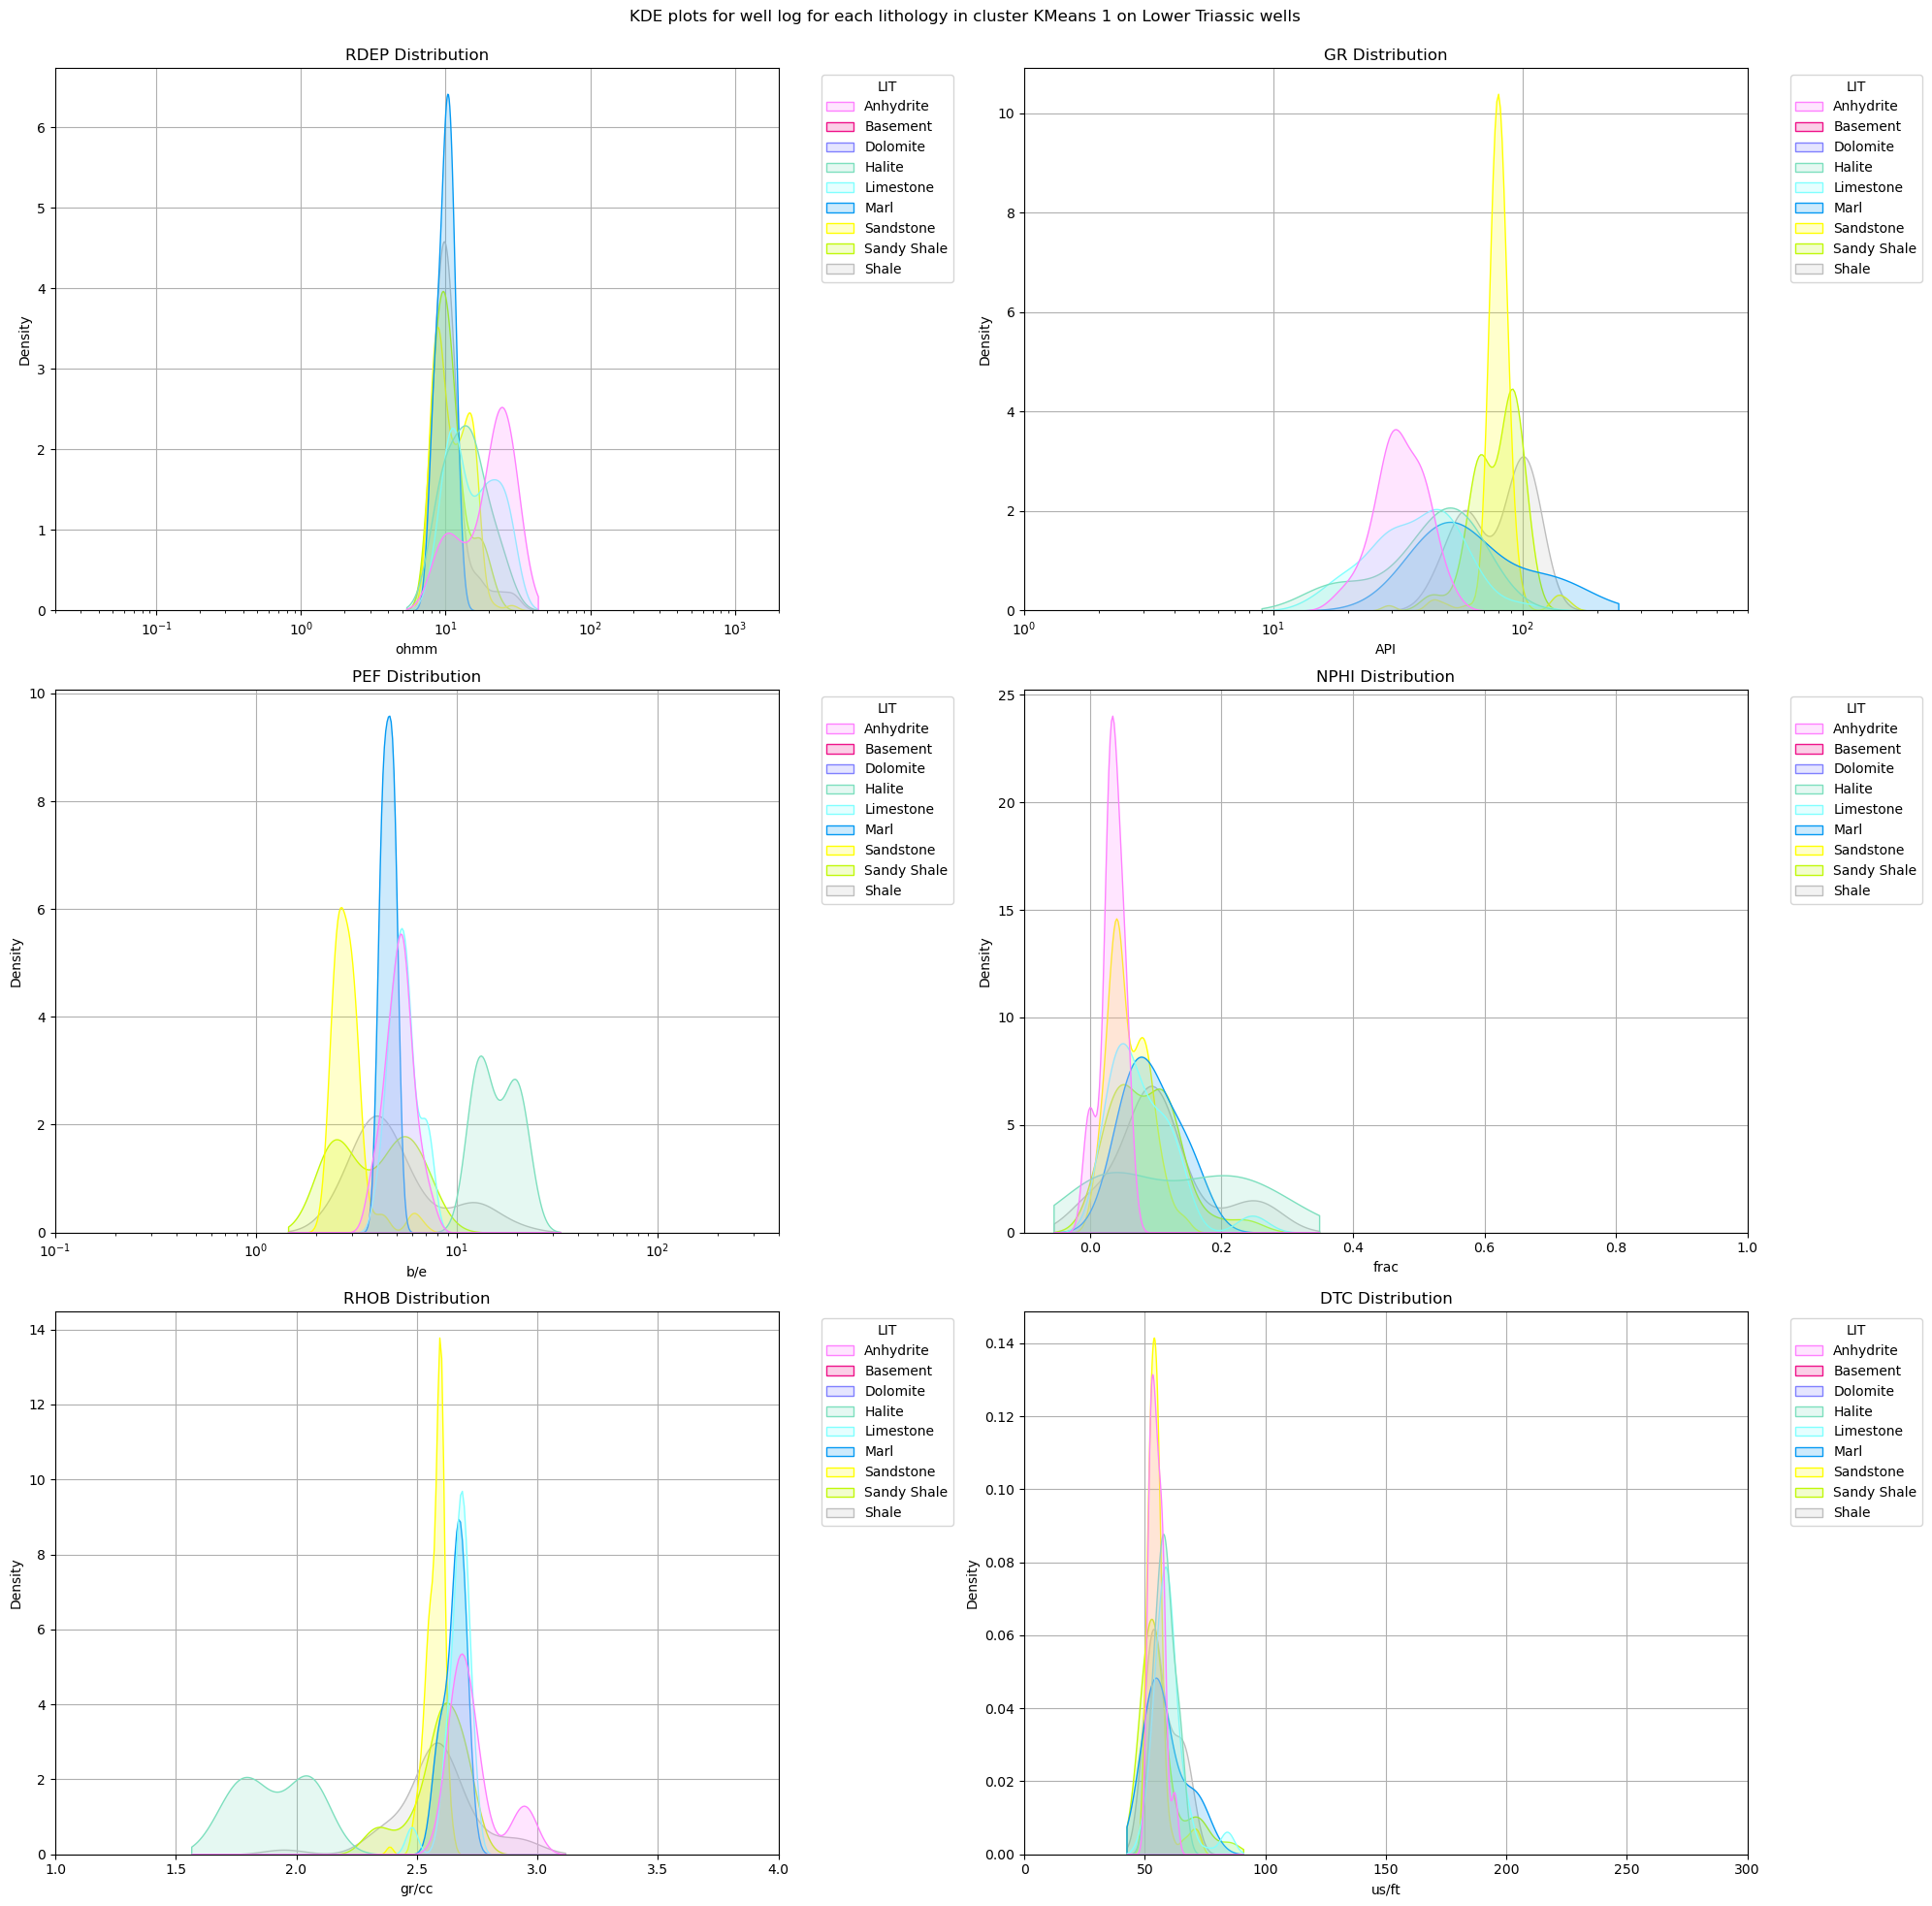 KDE plots for well log for each lithology in cluster KMeans 1 on Lower Triassic wells
RDEP Distribution
Density
0
1
2
3
4
5
6
10⁻¹
10⁰
10¹
10²
10³
ohmm
LIT
Anhydrite
Basement
Dolomite
Halite
Limestone
Marl
Sandstone
Sandy Shale
Shale
GR Distribution
Density
0
2
4
6
8
10
10⁰
10¹
10²
API
LIT
Anhydrite
Basement
Dolomite
Halite
Limestone
Marl
Sandstone
Sandy Shale
Shale
PEF Distribution
Density
0
2
4
6
8
10
10⁻¹
10⁰
10¹
10²
b/e
LIT
Anhydrite
Basement
Dolomite
Halite
Limestone
Marl
Sandstone
Sandy Shale
Shale
NPHI Distribution
Density
0
5
10
15
20
25
0.0
0.2
0.4
0.6
0.8
1.0
frac
LIT
Anhydrite
Basement
Dolomite
Halite
Limestone
Marl
Sandstone
Sandy Shale
Shale
RHOB Distribution
Density
0
2
4
6
8
10
12
14
1.0
1.5
2.0
2.5
3.0
3.5
4.0
gr/cc
LIT
Anhydrite
Basement
Dolomite
Halite
Limestone
Marl
Sandstone
Sandy Shale
Shale
DTC Distribution
Density
0.00
0.02
0.04
0.06
0.08
0.10
0.12
0.14
0
50
100
150
200
250
300
us/ft
LIT
Anhydrite
Basement
Dolomite
Halite
Limestone
Marl
Sandstone
Sandy Shale
Shale